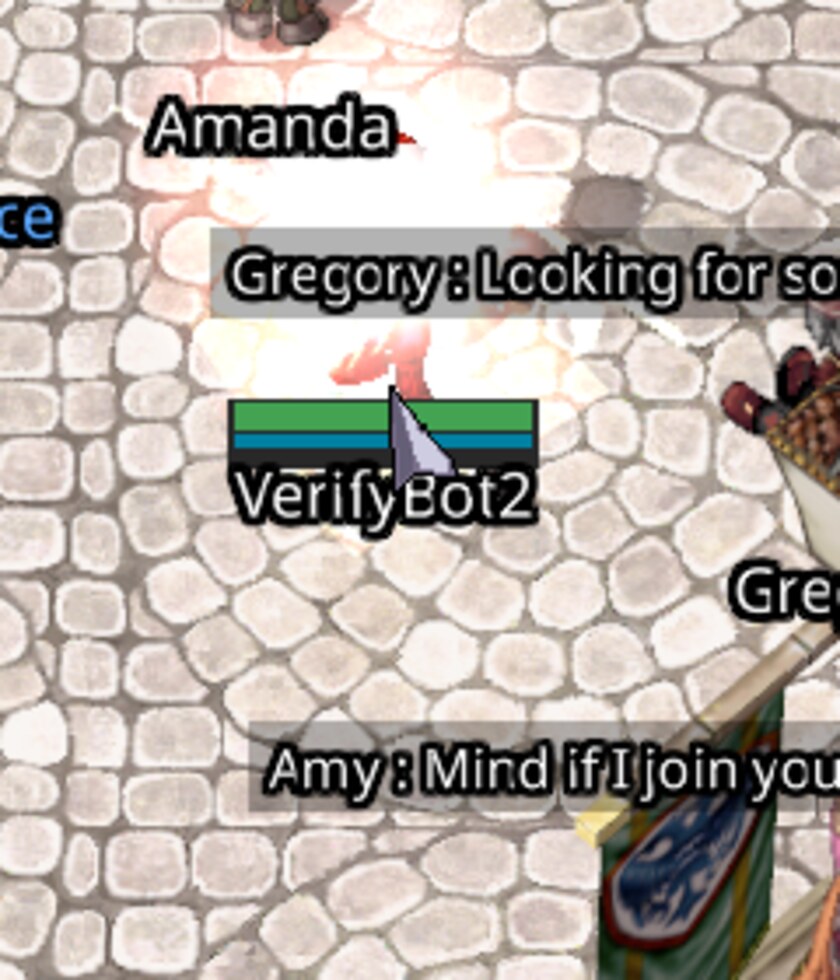 Amanda
ce
Gregory : Looking for so
VerifyBot2
Gre
Amy : Mind if I join you